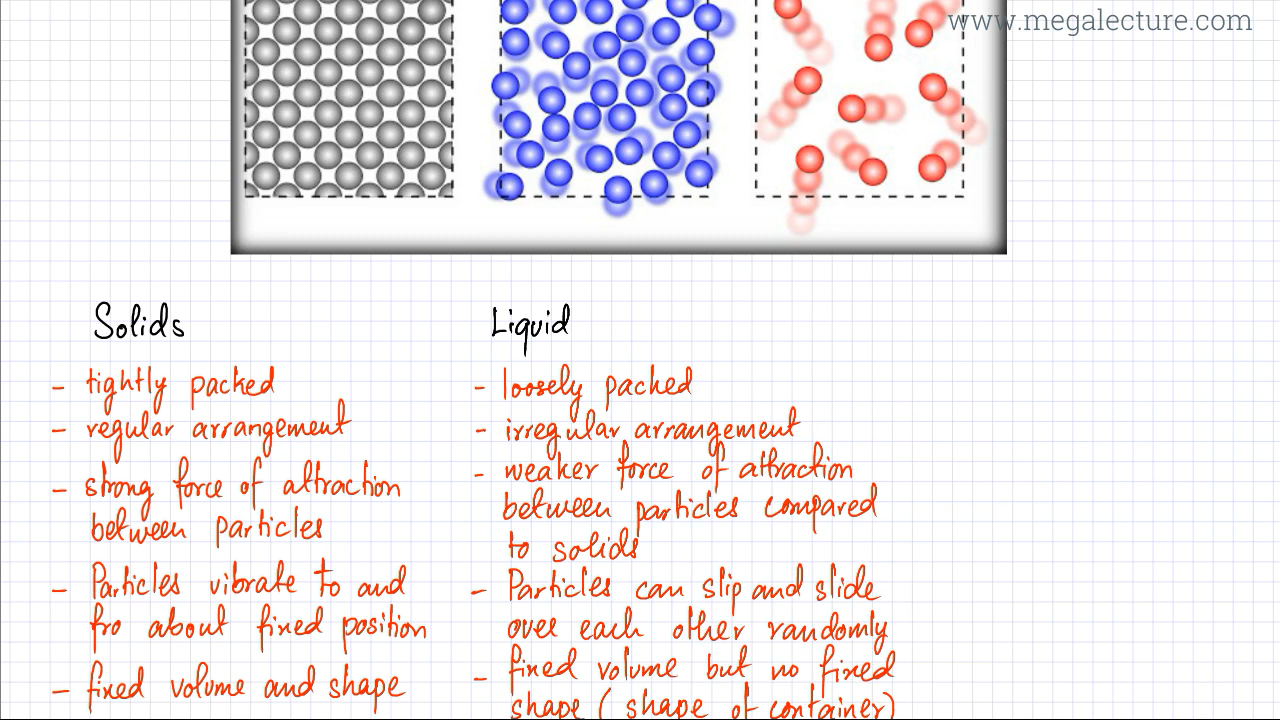 www.megalecture.com
Solids
- tightly packed
- regular arrangement
- strong force of attraction
between particles
- Particles vibrate to and
fro about fixed position
- fixed volume and shape
Liquid
- loosely packed
- irregular arrangement
- weaker force of attraction
between particles compared
to solids
- Particles can slip and slide
over each other randomly
- fixed volume but no fixed
shape ( shape of container)